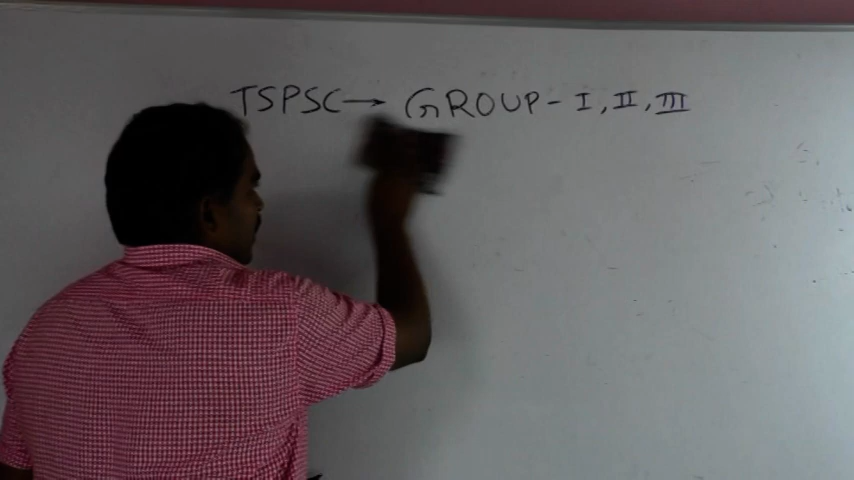 TSPSC → GROUP - I, II, III